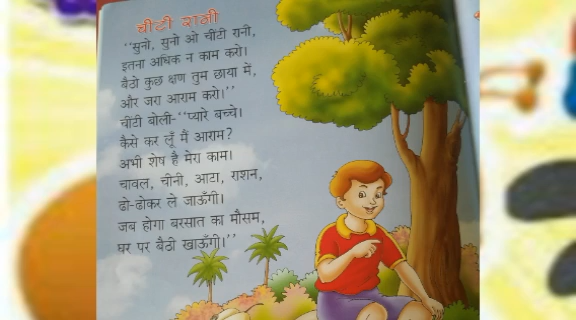 चींटी रानी
"सुनो, सुनो ओ चींटी रानी,
इतना अधिक न काम करो।
बैठो कुछ क्षण तुम छाया में,
और जरा आराम करो।"
चींटी बोली-"प्यारे बच्चे।
कैसे कर लूँ मैं आराम?
अभी शेष है मेरा काम।
चावल, चीनी, आटा, राशन,
ढो-ढोकर ले जाऊँगी।
जब होगा बरसात का मौसम,
घर पर बैठी खाऊँगी।"